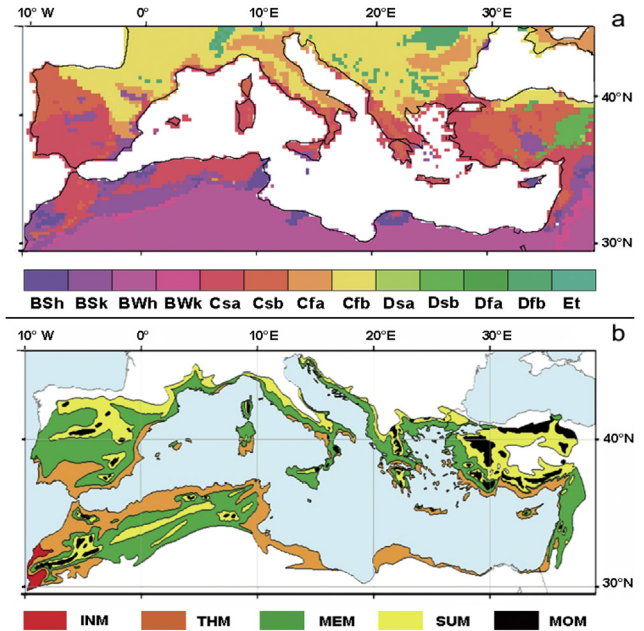 a
10° W 0° 10° E 20° 30°
40°N
30°N
BSh BSk BWh BWk Csa Csb Cfa Cfb Dsa Dsb Dfa Dfb Et
b
10° W 0° 10° E 20° E 30°
40°N
30°N
INM THM MEM SUM MOM